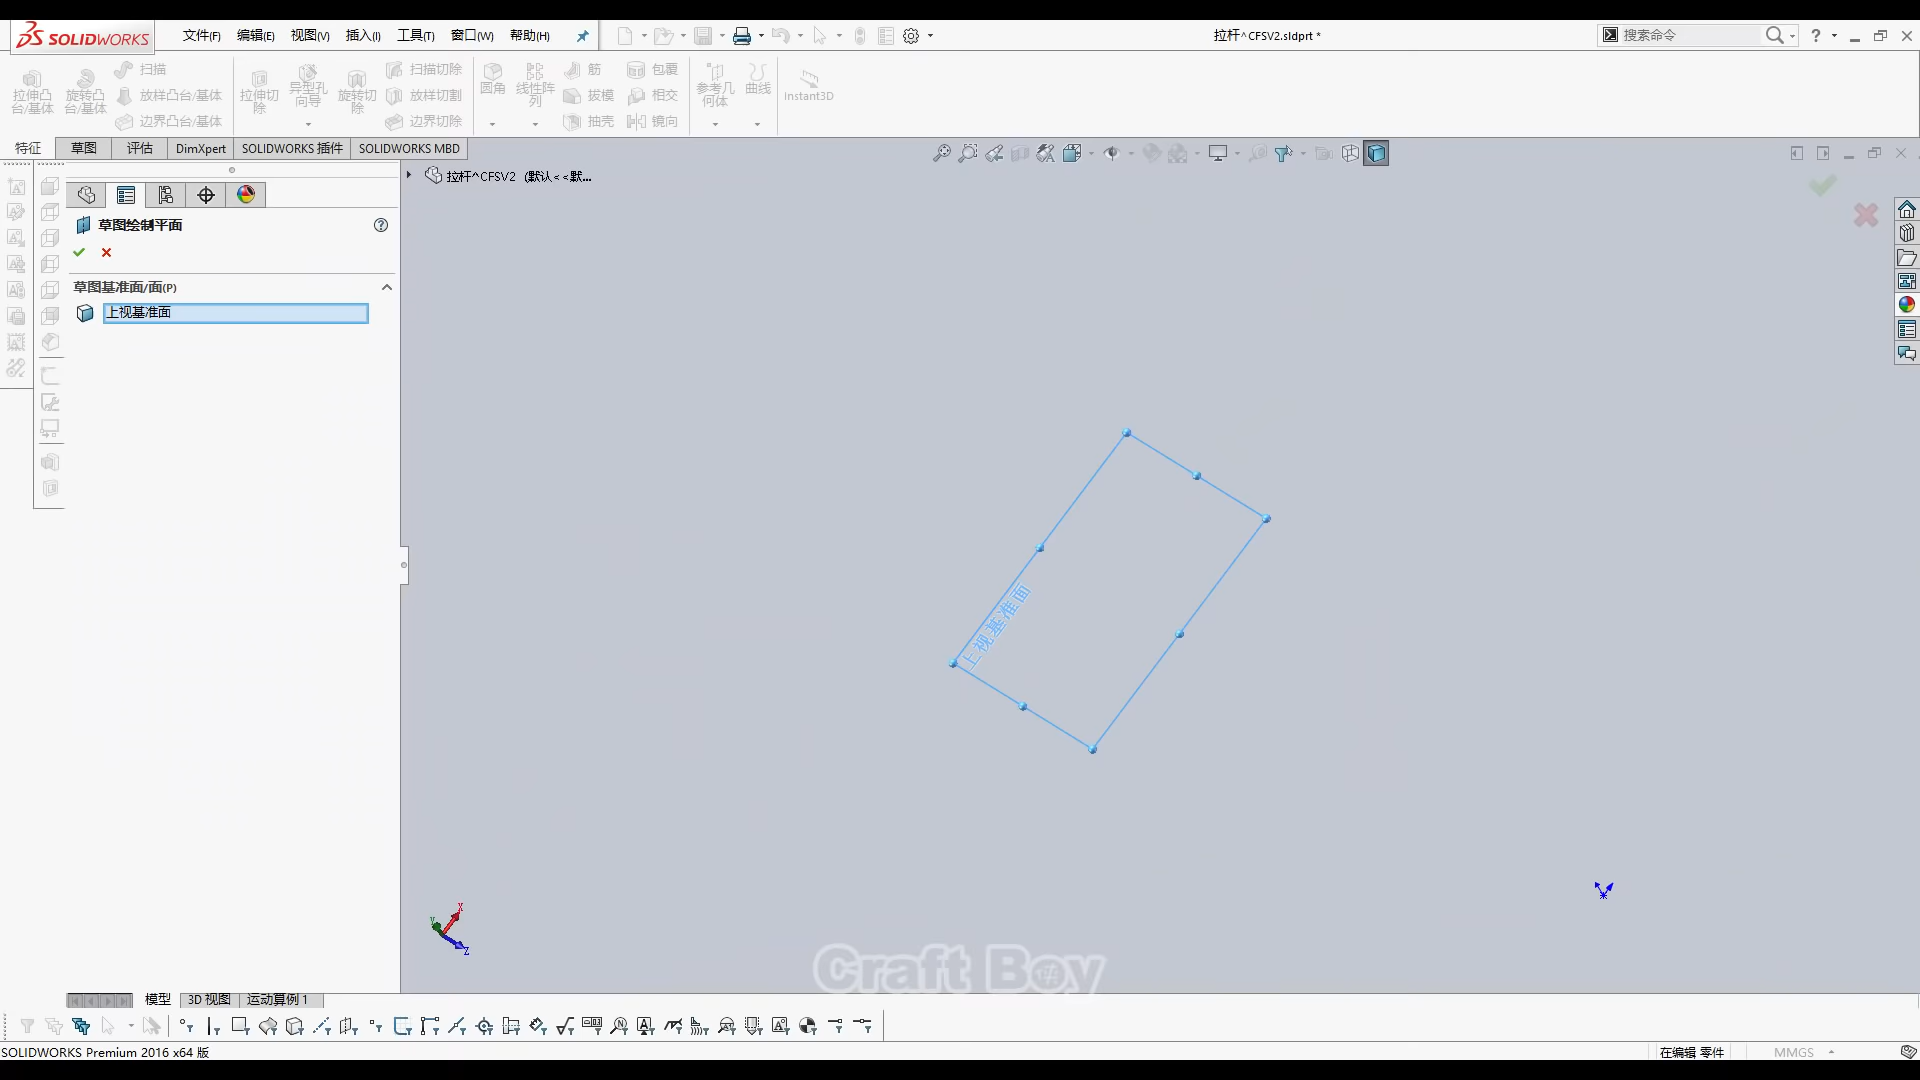 SOLIDWORKS 文件(F) 编辑(E) 视图(V) 插入(I) 工具(T) 窗口(W) 帮助(H) 拉杆^CFSV2.sldprt * 搜索命令
拉伸凸台/基体 旋转凸台/基体 扫描 放样凸台/基体 边界凸台/基体 拉伸切除 异型孔向导 旋转切除 扫描切除 放样切割 边界切除 圆角 线性阵列 筋 拔模 抽壳 包覆 相交 镜向 参考几何体 曲线 Instant3D
特征 草图 评估 DimXpert SOLIDWORKS 插件 SOLIDWORKS MBD
拉杆^CFSV2 (默认<<默...
草图绘制平面
草图基准面/面(P)
上视基准面
上视基准面
X
Y
Z
Craft Boy
模型 3D 视图 运动算例 1
SOLIDWORKS Premium 2016 x64 版 在编辑 零件 MMGS